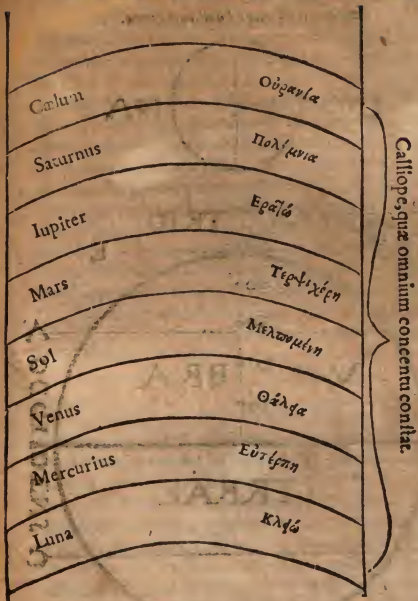 Cælum Οὐρανία
Saturnus Πολύμνια
Iupiter Ερατώ
Mars Τερψιχόρη
Sol Μελπομένη
Venus Θάλεια
Mercurius Εὐτέρπη
Luna Κλειώ
Calliope, quæ omnium concentu constat.